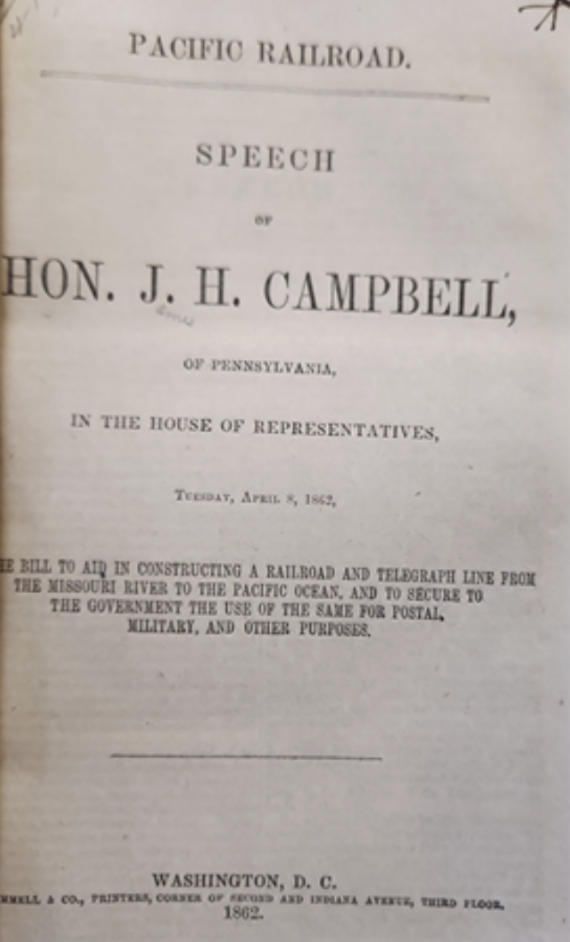 PACIFIC RAILROAD.
SPEECH
OF
HON. J. H. CAMPBELL,
ames
OF PENNSYLVANIA,
IN THE HOUSE OF REPRESENTATIVES,
TUESDAY, APRIL 8, 1862,
HE BILL TO AID IN CONSTRUCTING A RAILROAD AND TELEGRAPH LINE FROM
THE MISSOURI RIVER TO THE PACIFIC OCEAN, AND TO SECURE TO
THE GOVERNMENT THE USE OF THE SAME FOR POSTAL,
MILITARY, AND OTHER PURPOSES.
WASHINGTON, D. C.
MMELL & CO., PRINTERS, CORNER OF SECOND AND INDIANA AVENUE, THIRD FLOOR.
1862.